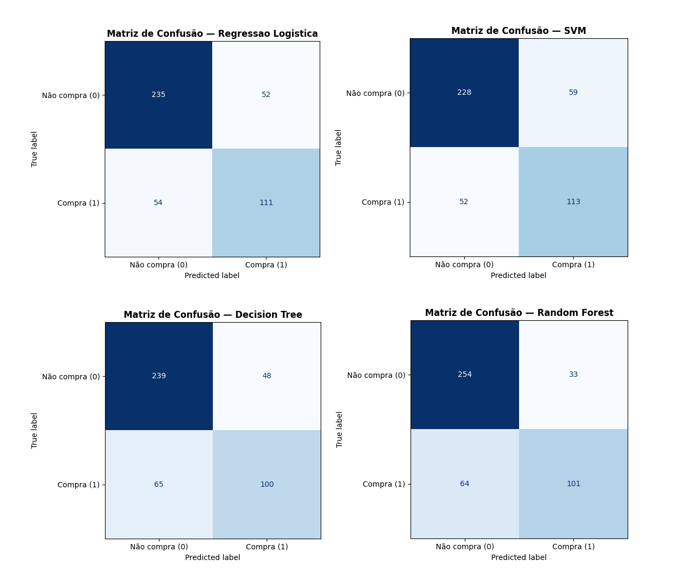 Matriz de Confusão — Regressao Logistica
Não compra (0)
235
52
True label
Compra (1)
54
111
Não compra (0)
Compra (1)
Predicted label
Matriz de Confusão — SVM
Não compra (0)
228
59
True label
Compra (1)
52
113
Não compra (0)
Compra (1)
Predicted label
Matriz de Confusão — Decision Tree
Não compra (0)
239
48
True label
Compra (1)
65
100
Não compra (0)
Compra (1)
Predicted label
Matriz de Confusão — Random Forest
Não compra (0)
254
33
True label
Compra (1)
64
101
Não compra (0)
Compra (1)
Predicted label